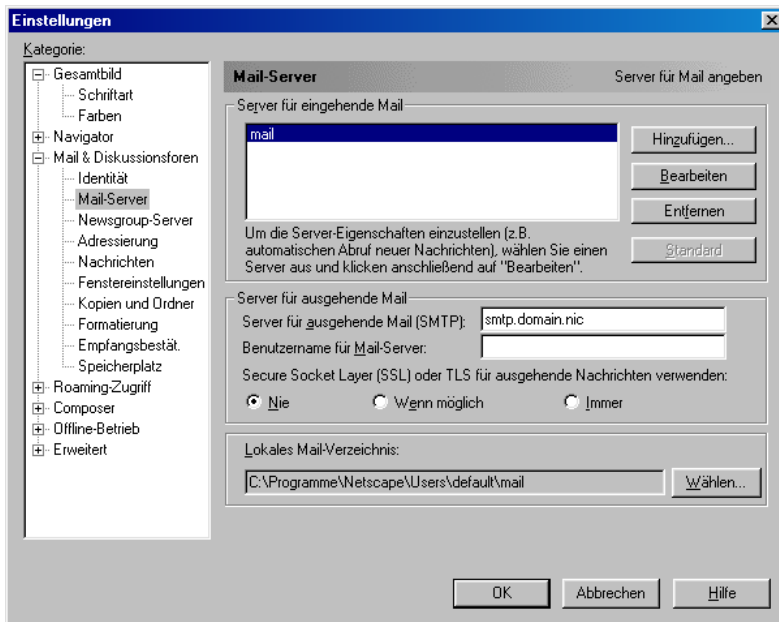 Einstellungen
Kategorie:
Gesamtbild
Schriftart
Farben
Navigator
Mail & Diskussionsforen
Identität
Mail-Server
Newsgroup-Server
Adressierung
Nachrichten
Fenstereinstellungen
Kopien und Ordner
Formatierung
Empfangsbestät.
Speicherplatz
Roaming-Zugriff
Composer
Offline-Betrieb
Erweitert
Mail-Server Server für Mail angeben
Server für eingehende Mail
mail
Hinzufügen...
Bearbeiten
Entfernen
Standard
Um die Server-Eigenschaften einzustellen (z.B.
automatischen Abruf neuer Nachrichten), wählen Sie einen
Server aus und klicken anschließend auf "Bearbeiten".
Server für ausgehende Mail
Server für ausgehende Mail (SMTP): smtp.domain.nic
Benutzername für Mail-Server:
Secure Socket Layer (SSL) oder TLS für ausgehende Nachrichten verwenden:
Nie Wenn möglich Immer
Lokales Mail-Verzeichnis:
C:\Programme\Netscape\Users\default\mail Wählen...
OK Abbrechen Hilfe